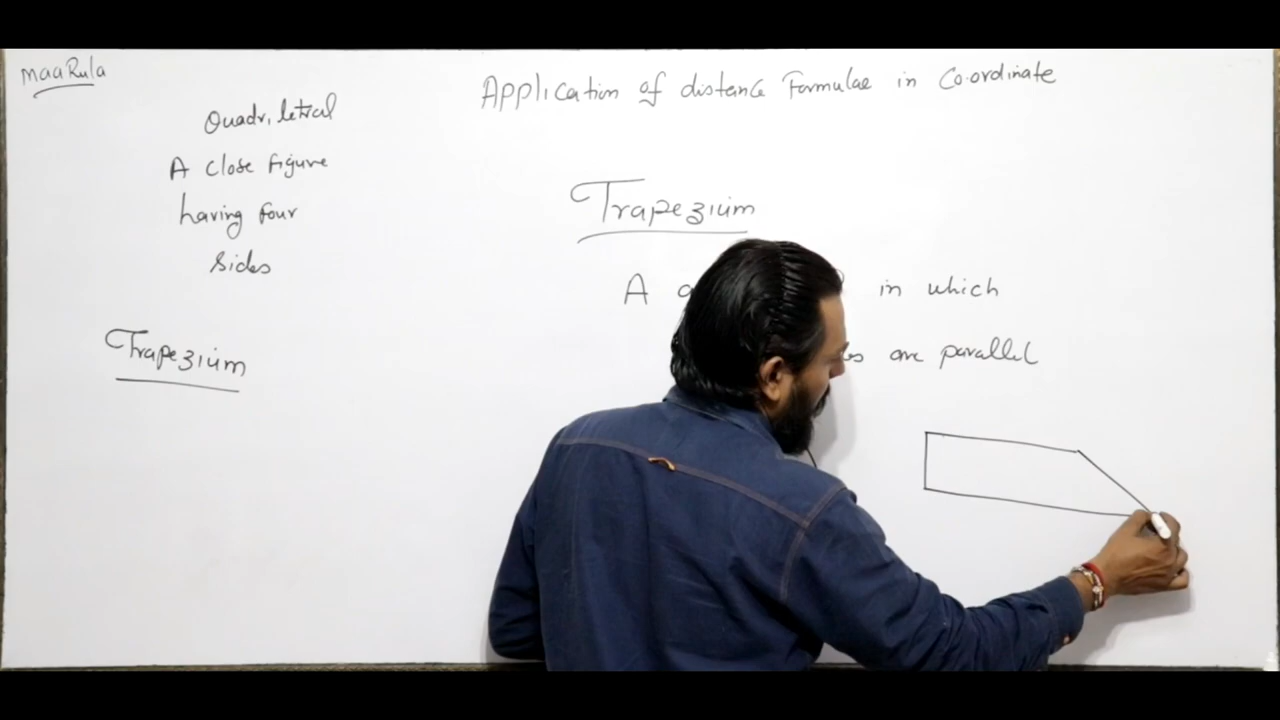 MaaRula
Application of distance Formulae in Co.ordinate
Quadriletral
A close figure
having four
sides
Trapezium
Trapezium
A in which
are parallel